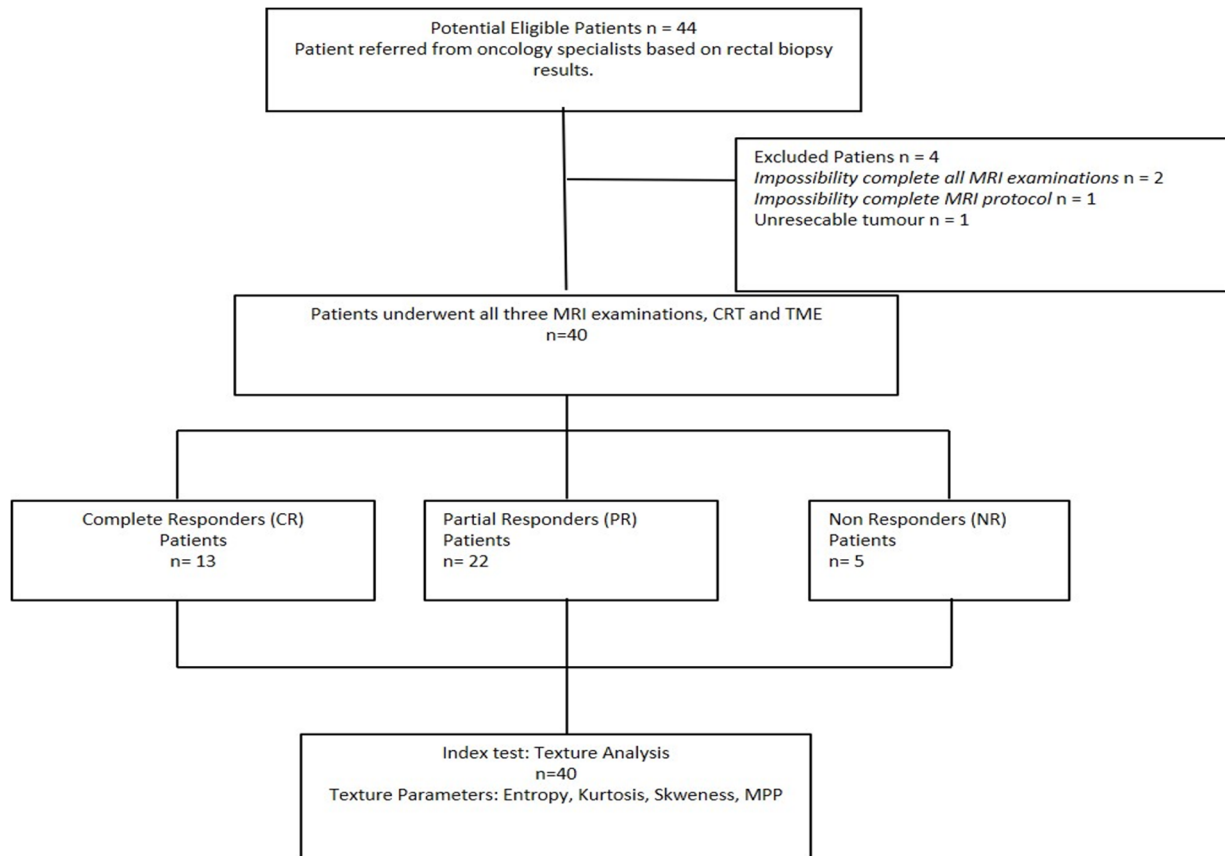 Potential Eligible Patients n = 44
Patient referred from oncology specialists based on rectal biopsy
results.
Excluded Patiens n = 4
Impossibility complete all MRI examinations n = 2
Impossibility complete MRI protocol n = 1
Unresecable tumour n = 1
Patients underwent all three MRI examinations, CRT and TME
n=40
Complete Responders (CR)
Patients
n= 13
Partial Responders (PR)
Patients
n= 22
Non Responders (NR)
Patients
n= 5
Index test: Texture Analysis
n=40
Texture Parameters: Entropy, Kurtosis, Skweness, MPP